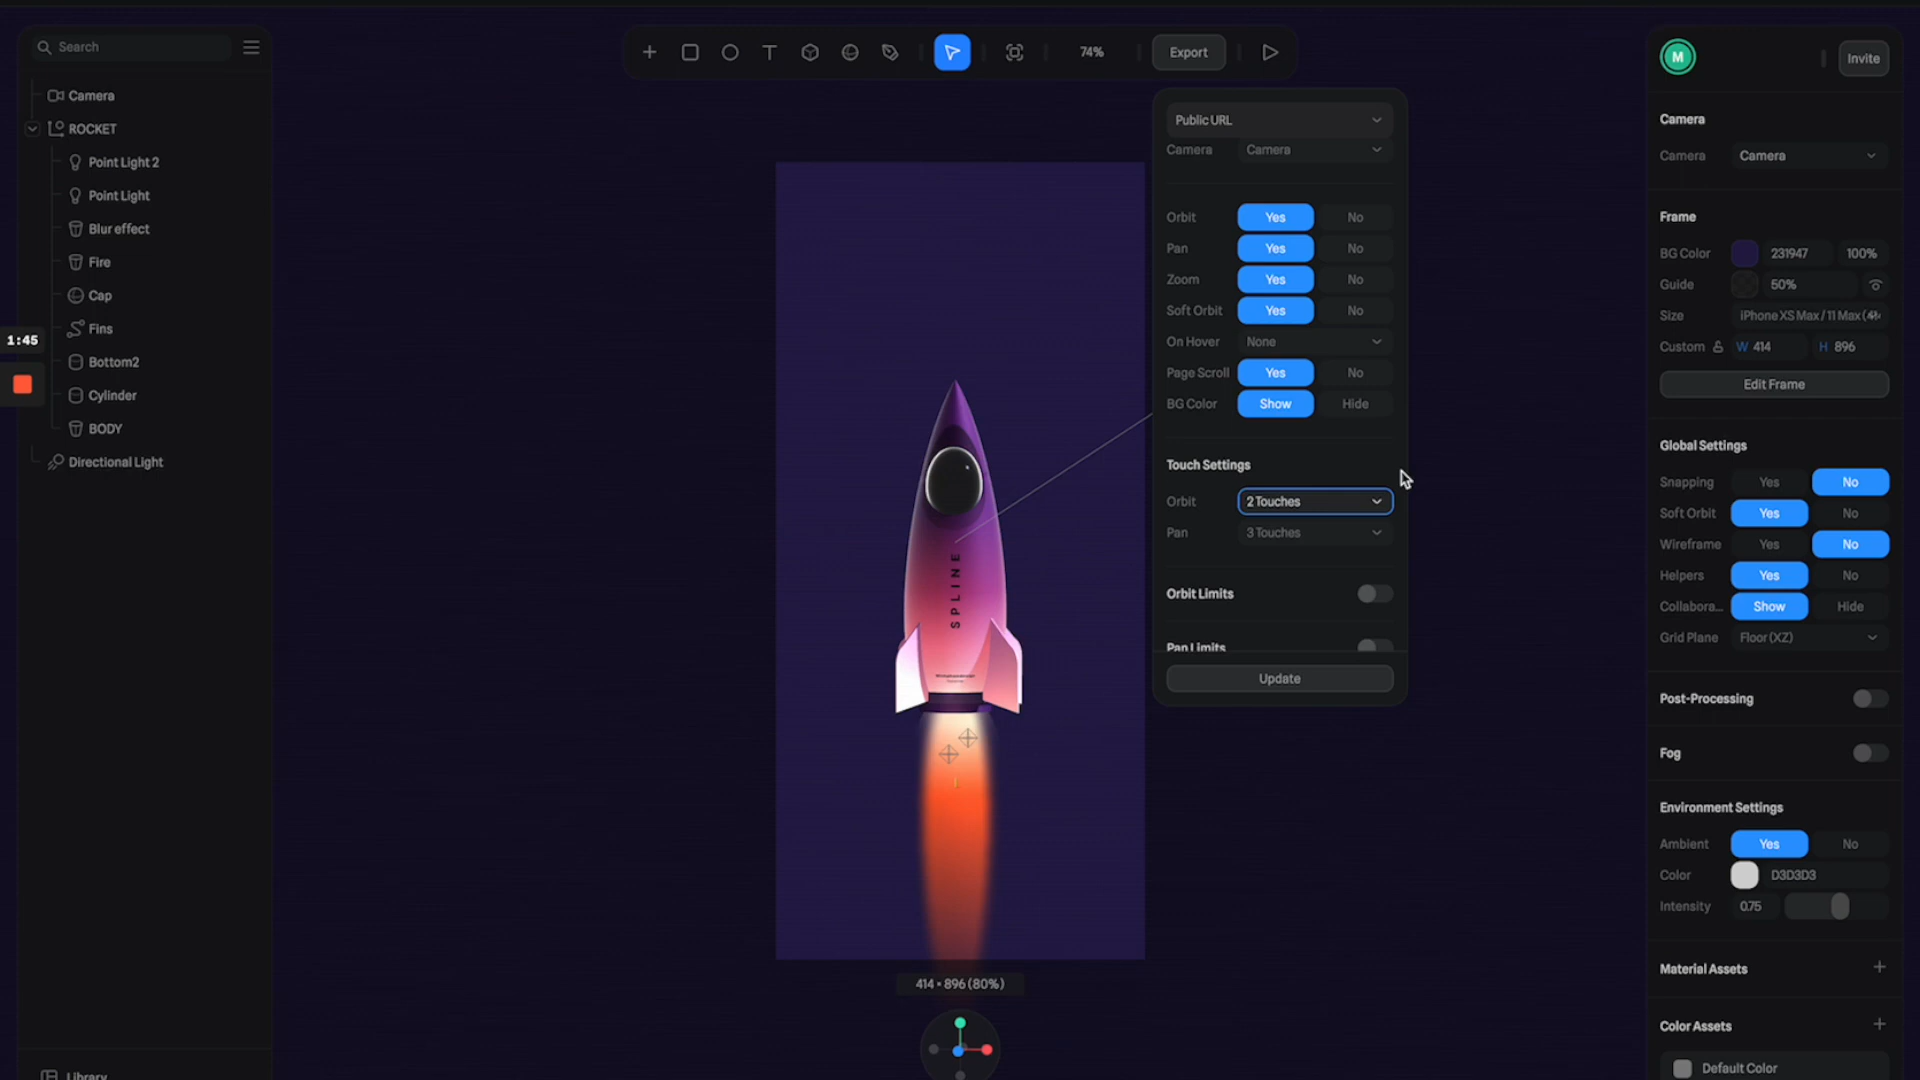 Search
Camera
ROCKET
Point Light 2
Point Light
Blur effect
Fire
Cap
Fins
Bottom2
Cylinder
BODY
Directional Light
Library
1:45
T
74%
Export
Public URL
Camera Camera
Orbit Yes No
Pan Yes No
Zoom Yes No
Soft Orbit Yes No
On Hover None
Page Scroll Yes No
BG Color Show Hide
Touch Settings
Orbit 2 Touches
Pan 3 Touches
Orbit Limits
Pan Limits
Update
SPLINE
414 × 896 (80%)
M
Invite
Camera
Camera Camera
Frame
BG Color 231947 100%
Guide 50%
Size iPhone XS Max / 11 Max (4
Custom W 414 H 896
Edit Frame
Global Settings
Snapping Yes No
Soft Orbit Yes No
Wireframe Yes No
Helpers Yes No
Collabora... Show Hide
Grid Plane Floor (XZ)
Post-Processing
Fog
Environment Settings
Ambient Yes No
Color D3D3D3
Intensity 0.75
Material Assets
Color Assets
Default Color